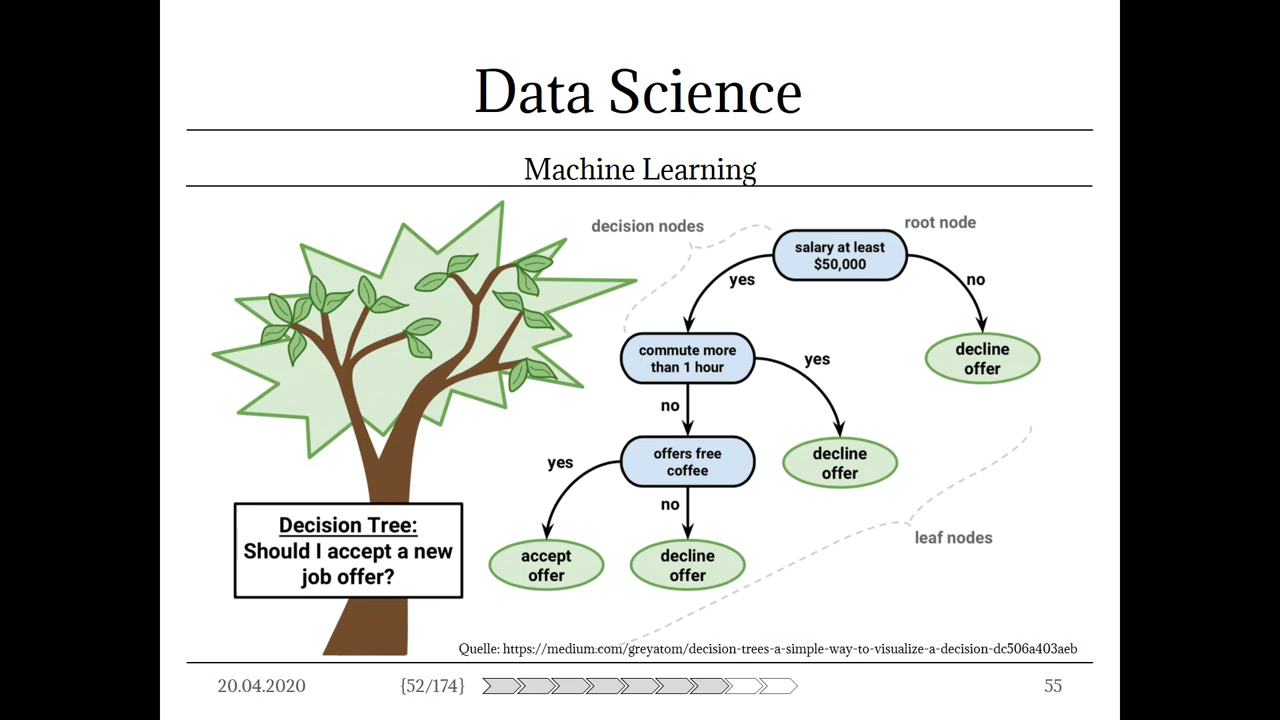 Data Science
Machine Learning
decision nodes
root node
salary at least
$50,000
yes
no
commute more
than 1 hour
yes
decline
offer
no
offers free
coffee
decline
offer
yes
no
Decision Tree:
Should I accept a new
job offer?
accept
offer
decline
offer
leaf nodes
Quelle: https://medium.com/greyatom/decision-trees-a-simple-way-to-visualize-a-decision-dc506a403aeb
20.04.2020
{52/174}
55